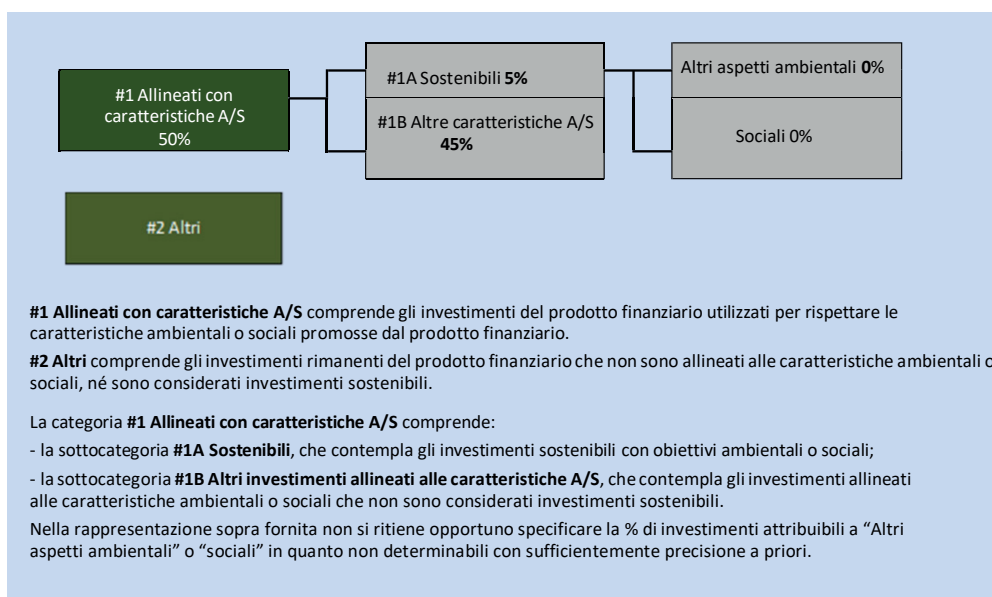 #1 Allineati con
caratteristiche A/S
50%
#1A Sostenibili 5%
#1B Altre caratteristiche A/S
45%
Altri aspetti ambientali 0%
Sociali 0%
#2 Altri
#1 Allineati con caratteristiche A/S comprende gli investimenti del prodotto finanziario utilizzati per rispettare le
caratteristiche ambientali o sociali promosse dal prodotto finanziario.
#2 Altri comprende gli investimenti rimanenti del prodotto finanziario che non sono allineati alle caratteristiche ambientali o
sociali, né sono considerati investimenti sostenibili.
La categoria #1 Allineati con caratteristiche A/S comprende:
- la sottocategoria #1A Sostenibili, che contempla gli investimenti sostenibili con obiettivi ambientali o sociali;
- la sottocategoria #1B Altri investimenti allineati alle caratteristiche A/S, che contempla gli investimenti allineati
alle caratteristiche ambientali o sociali che non sono considerati investimenti sostenibili.
Nella rappresentazione sopra fornita non si ritiene opportuno specificare la % di investimenti attribuibili a “Altri
aspetti ambientali” o “sociali” in quanto non determinabili con sufficientemente precisione a priori.